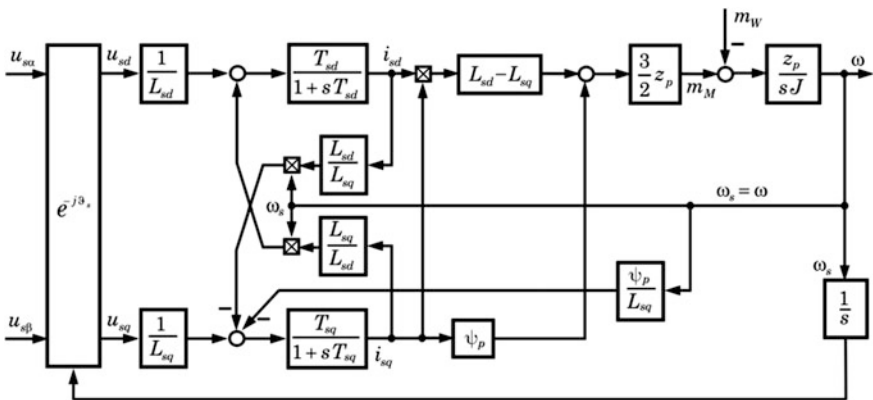 m_W
u_sα
u_sd
1/L_sd
T_sd/(1+sT_sd)
i_sd
L_sd–L_sq
3/2 z_p
m_M
z_p/(sJ)
ω
L_sd/L_sq
e^-jϑ_s
ω_s
ω_s = ω
L_sq/L_sd
ψ_p/L_sq
ω_s
1/s
u_sβ
u_sq
1/L_sq
T_sq/(1+sT_sq)
i_sq
ψ_p